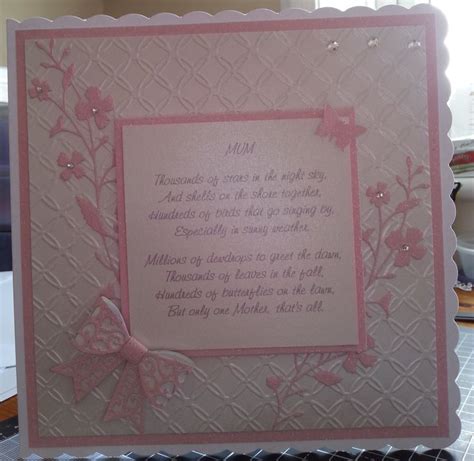 MUM
Thousands of stars in the night sky,
And shells on the shore together,
Hundreds of birds that go singing by,
Especially in sunny weather.
Millions of dewdrops to greet the dawn,
Thousands of leaves in the fall,
Hundreds of butterflies on the lawn,
But only one Mother, that's all.